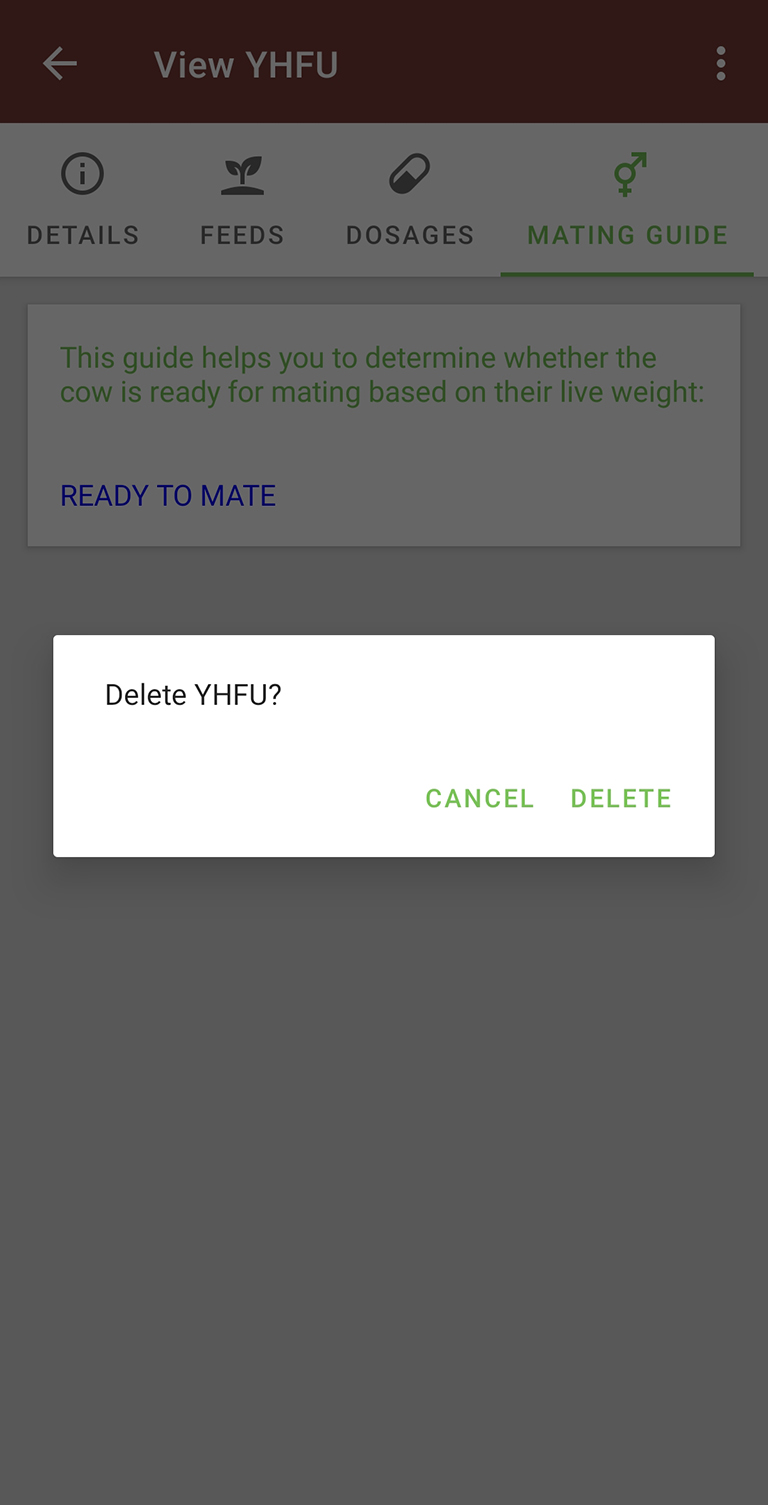 View YHFU
DETAILS
FEEDS
DOSAGES
MATING GUIDE
This guide helps you to determine whether the
cow is ready for mating based on their live weight:
READY TO MATE
Delete YHFU?
CANCEL
DELETE